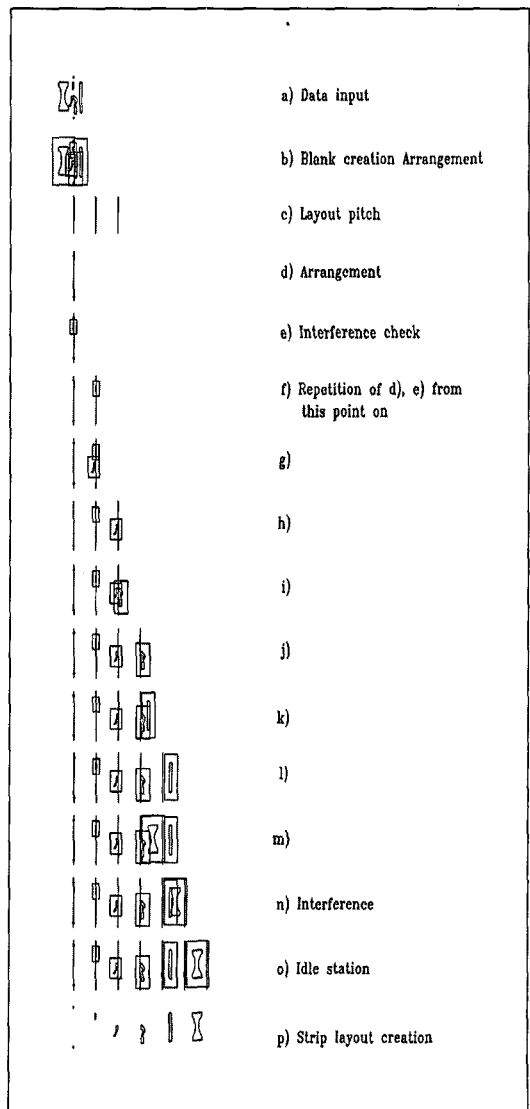 a) Data input
b) Blank creation Arrangement
c) Layout pitch
d) Arrangement
e) Interference check
f) Repetition of d), e) from
this point on
g)
h)
i)
j)
k)
l)
m)
n) Interference
o) Idle station
p) Strip layout creation